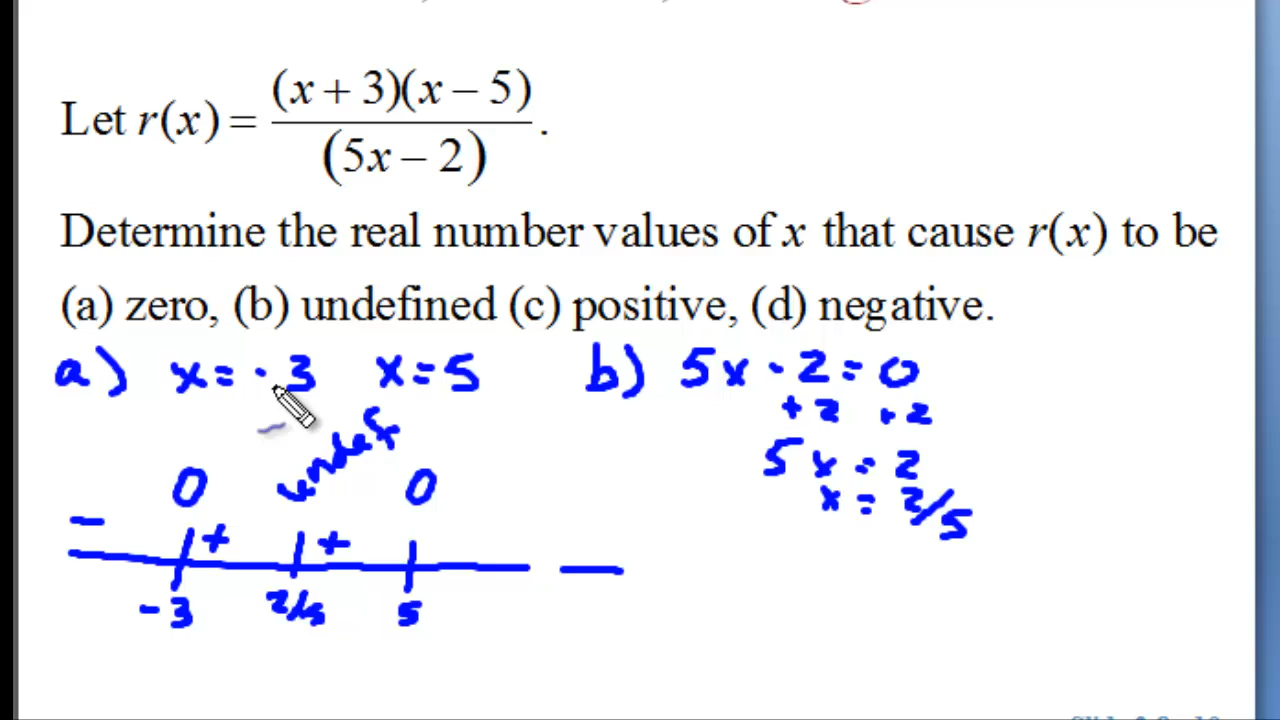 Let r(x) = (x + 3)(x − 5) / (5x − 2).
Determine the real number values of x that cause r(x) to be
(a) zero, (b) undefined (c) positive, (d) negative.
a) x = -3 x = 5 b) 5x - 2 = 0
+2 +2
undef 5x = 2
0 0 x = 2/5
− + +
-3 2/5 5